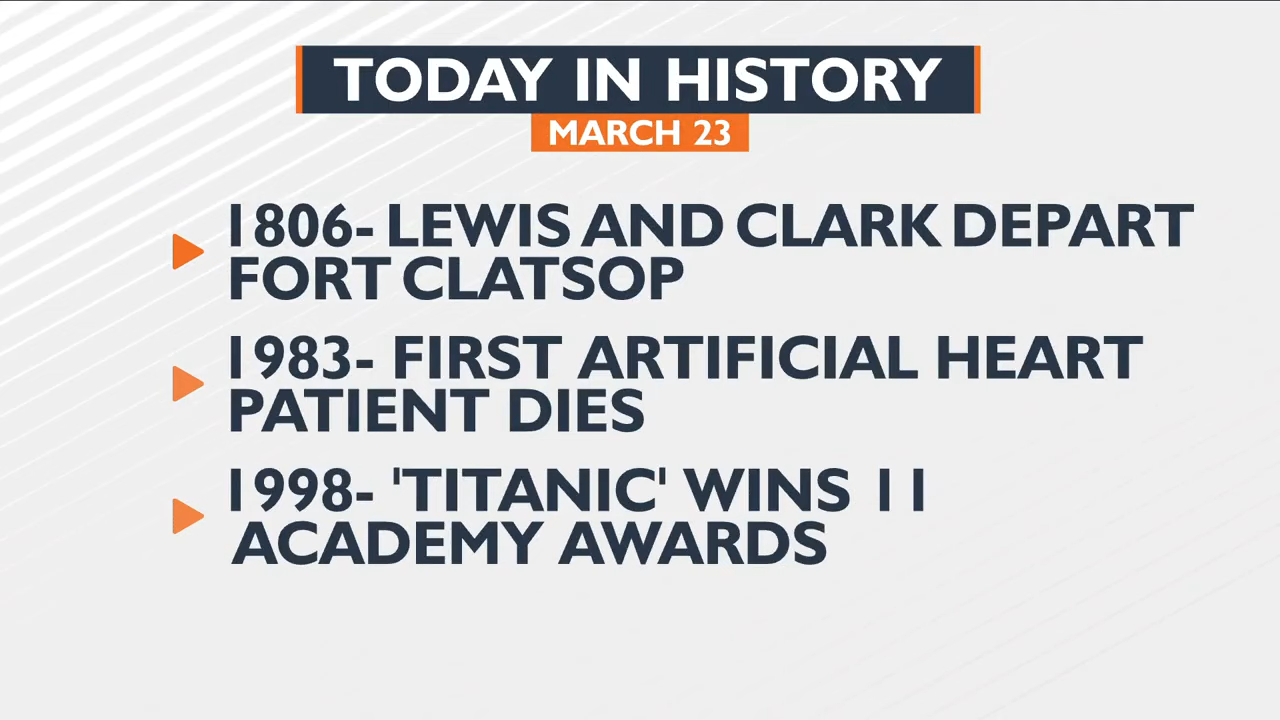 TODAY IN HISTORY
MARCH 23
1806- LEWIS AND CLARK DEPART
FORT CLATSOP
1983- FIRST ARTIFICIAL HEART
PATIENT DIES
1998- 'TITANIC' WINS 11
ACADEMY AWARDS